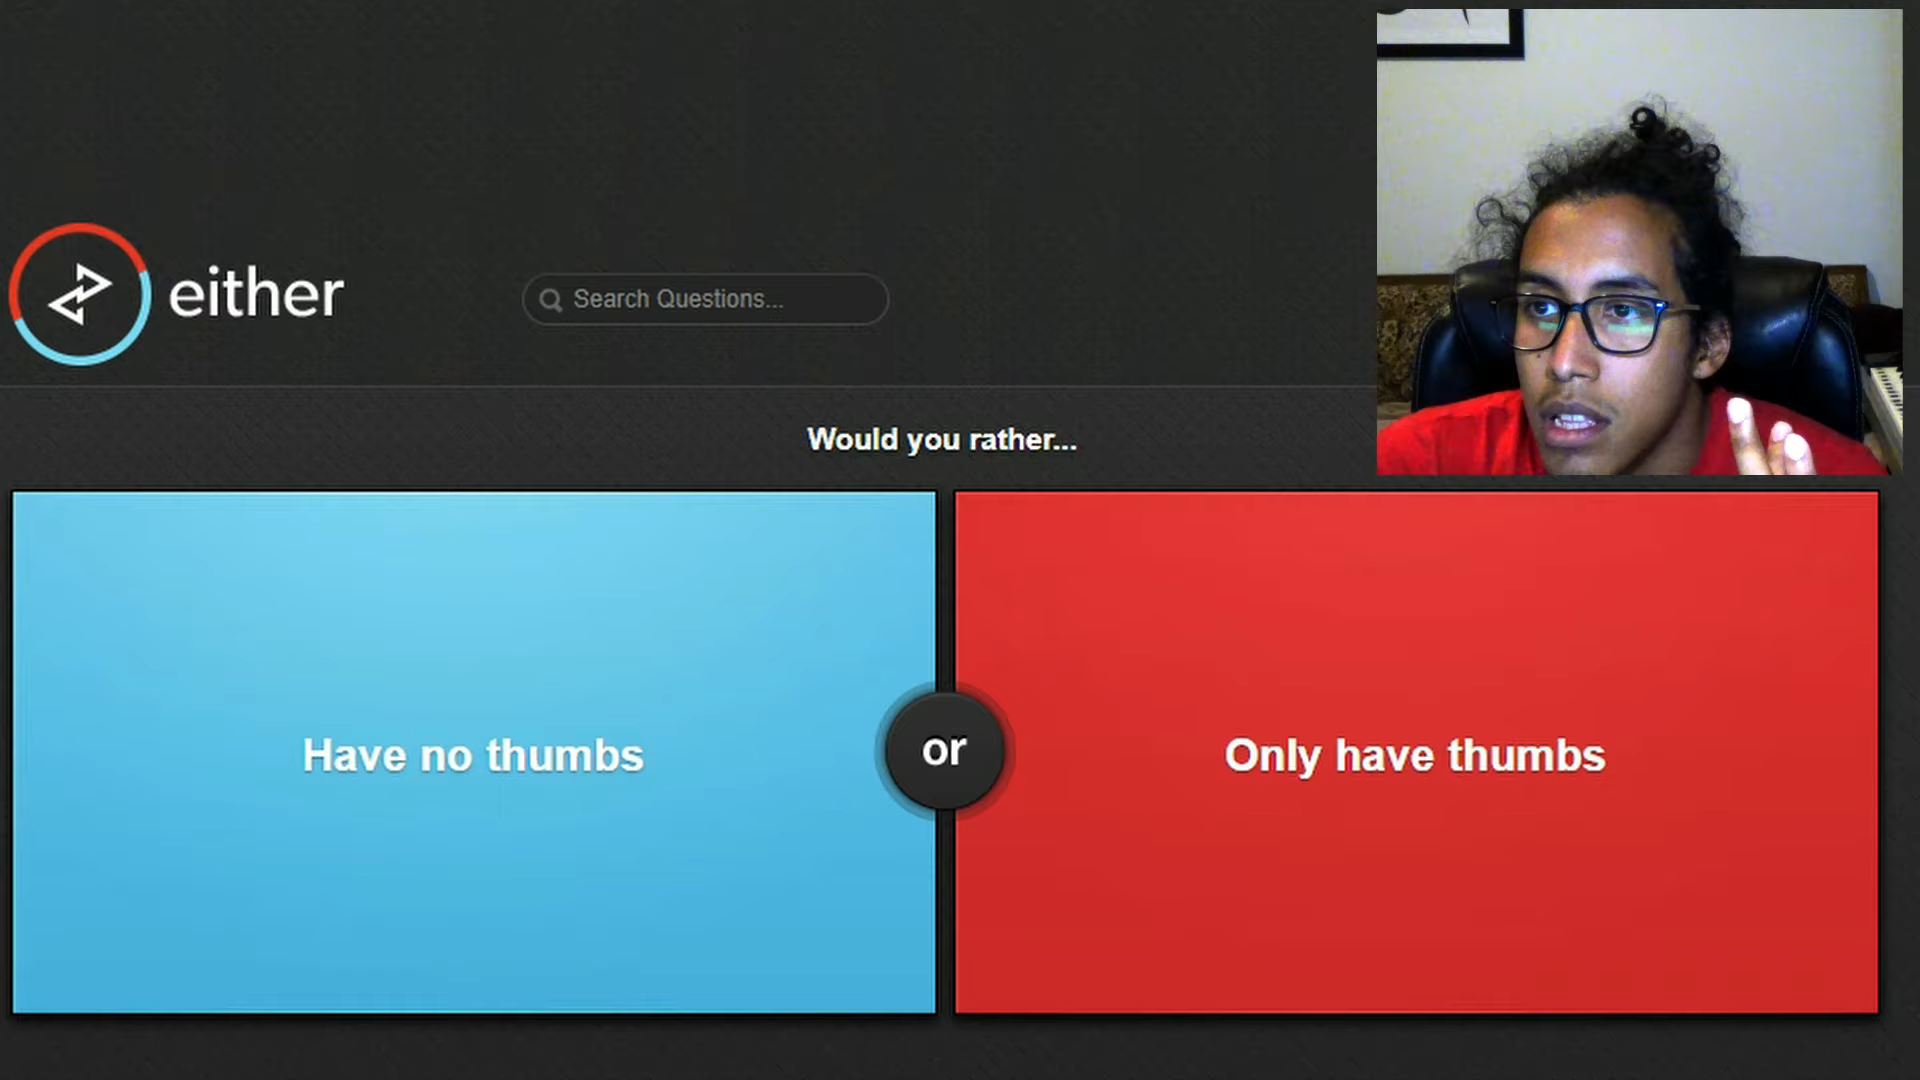 either
Search Questions...
Would you rather...
Have no thumbs
or
Only have thumbs